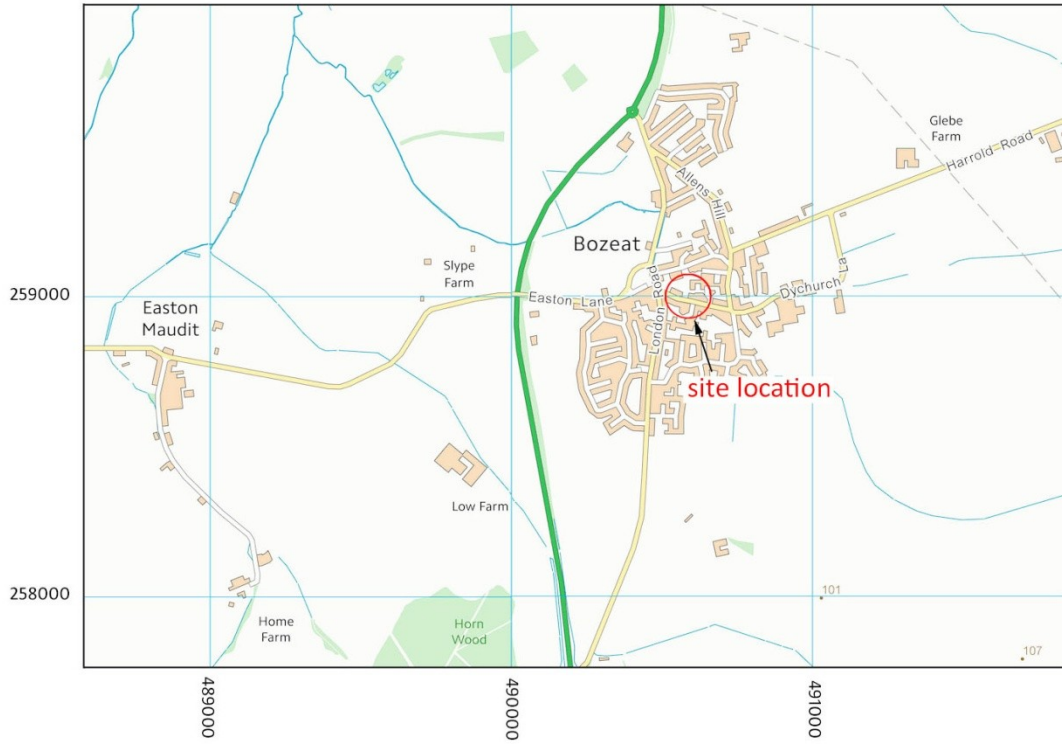 Glebe
Farm
Harrold Road
Allens Hill
Bozeat
La
Slype
Farm
Dychurch
259000
Easton Lane
London Road
Easton
Maudit
site location
Low Farm
258000
101
Horn
Wood
Home
Farm
107
489000
490000
491000